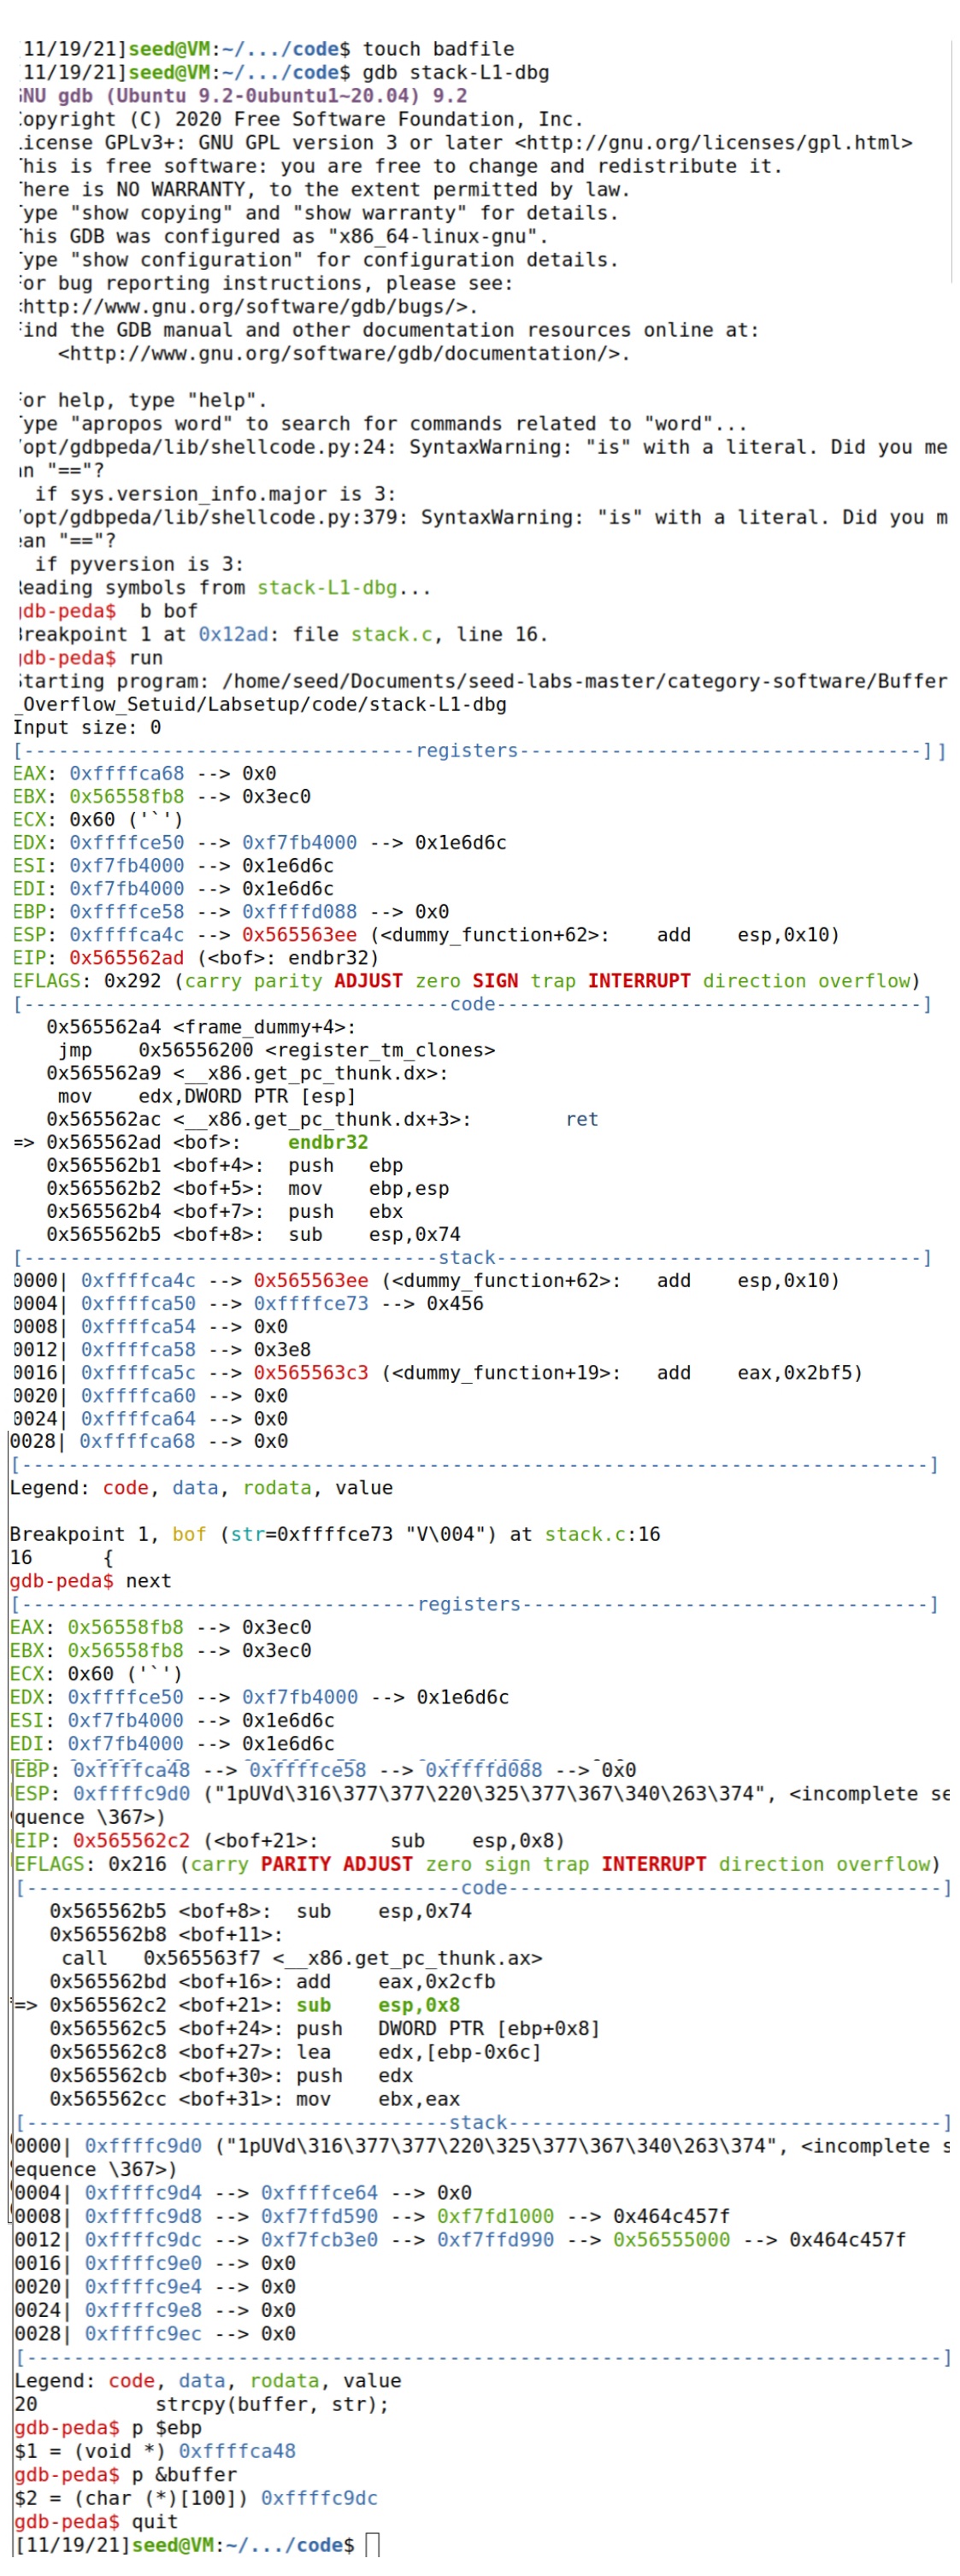 [11/19/21]seed@VM:~/.../code$ touch badfile
[11/19/21]seed@VM:~/.../code$ gdb stack-L1-dbg
GNU gdb (Ubuntu 9.2-0ubuntu1~20.04) 9.2
Copyright (C) 2020 Free Software Foundation, Inc.
License GPLv3+: GNU GPL version 3 or later <http://gnu.org/licenses/gpl.html>
This is free software: you are free to change and redistribute it.
There is NO WARRANTY, to the extent permitted by law.
Type "show copying" and "show warranty" for details.
This GDB was configured as "x86_64-linux-gnu".
Type "show configuration" for configuration details.
For bug reporting instructions, please see:
<http://www.gnu.org/software/gdb/bugs/>.
Find the GDB manual and other documentation resources online at:
    <http://www.gnu.org/software/gdb/documentation/>.

For help, type "help".
Type "apropos word" to search for commands related to "word"...
/opt/gdbpeda/lib/shellcode.py:24: SyntaxWarning: "is" with a literal. Did you me
an "=="?
  if sys.version_info.major is 3:
/opt/gdbpeda/lib/shellcode.py:379: SyntaxWarning: "is" with a literal. Did you m
ean "=="?
  if pyversion is 3:
Reading symbols from stack-L1-dbg...
gdb-peda$  b bof
Breakpoint 1 at 0x12ad: file stack.c, line 16.
gdb-peda$ run
Starting program: /home/seed/Documents/seed-labs-master/category-software/Buffer
_Overflow_Setuid/Labsetup/code/stack-L1-dbg
Input size: 0
[----------------------------------registers-----------------------------------]]
EAX: 0xffffca68 --> 0x0
EBX: 0x56558fb8 --> 0x3ec0
ECX: 0x60 ('`')
EDX: 0xffffce50 --> 0xf7fb4000 --> 0x1e6d6c
ESI: 0xf7fb4000 --> 0x1e6d6c
EDI: 0xf7fb4000 --> 0x1e6d6c
EBP: 0xffffce58 --> 0xffffd088 --> 0x0
ESP: 0xffffca4c --> 0x565563ee (<dummy_function+62>:    add    esp,0x10)
EIP: 0x565562ad (<bof>: endbr32)
EFLAGS: 0x292 (carry parity ADJUST zero SIGN trap INTERRUPT direction overflow)
[-------------------------------------code-------------------------------------]
   0x565562a4 <frame_dummy+4>:
    jmp    0x56556200 <register_tm_clones>
   0x565562a9 <__x86.get_pc_thunk.dx>:
    mov    edx,DWORD PTR [esp]
   0x565562ac <__x86.get_pc_thunk.dx+3>:        ret
=> 0x565562ad <bof>:    endbr32
   0x565562b1 <bof+4>:  push   ebp
   0x565562b2 <bof+5>:  mov    ebp,esp
   0x565562b4 <bof+7>:  push   ebx
   0x565562b5 <bof+8>:  sub    esp,0x74
[------------------------------------stack-------------------------------------]
0000| 0xffffca4c --> 0x565563ee (<dummy_function+62>:   add    esp,0x10)
0004| 0xffffca50 --> 0xffffce73 --> 0x456
0008| 0xffffca54 --> 0x0
0012| 0xffffca58 --> 0x3e8
0016| 0xffffca5c --> 0x565563c3 (<dummy_function+19>:   add    eax,0x2bf5)
0020| 0xffffca60 --> 0x0
0024| 0xffffca64 --> 0x0
0028| 0xffffca68 --> 0x0
[------------------------------------------------------------------------------]
Legend: code, data, rodata, value

Breakpoint 1, bof (str=0xffffce73 "V\004") at stack.c:16
16      {
gdb-peda$ next
[----------------------------------registers-----------------------------------]
EAX: 0x56558fb8 --> 0x3ec0
EBX: 0x56558fb8 --> 0x3ec0
ECX: 0x60 ('`')
EDX: 0xffffce50 --> 0xf7fb4000 --> 0x1e6d6c
ESI: 0xf7fb4000 --> 0x1e6d6c
EDI: 0xf7fb4000 --> 0x1e6d6c
EBP: 0xffffca48 --> 0xffffce58 --> 0xffffd088 --> 0x0
ESP: 0xffffc9d0 ("1pUVd\316\377\377\220\325\377\367\340\263\374", <incomplete se
quence \367>)
EIP: 0x565562c2 (<bof+21>:      sub    esp,0x8)
EFLAGS: 0x216 (carry PARITY ADJUST zero sign trap INTERRUPT direction overflow)
[-------------------------------------code-------------------------------------]
   0x565562b5 <bof+8>:  sub    esp,0x74
   0x565562b8 <bof+11>:
    call   0x565563f7 <__x86.get_pc_thunk.ax>
   0x565562bd <bof+16>: add    eax,0x2cfb
=> 0x565562c2 <bof+21>: sub    esp,0x8
   0x565562c5 <bof+24>: push   DWORD PTR [ebp+0x8]
   0x565562c8 <bof+27>: lea    edx,[ebp-0x6c]
   0x565562cb <bof+30>: push   edx
   0x565562cc <bof+31>: mov    ebx,eax
[------------------------------------stack-------------------------------------]
0000| 0xffffc9d0 ("1pUVd\316\377\377\220\325\377\367\340\263\374", <incomplete s
equence \367>)
0004| 0xffffc9d4 --> 0xffffce64 --> 0x0
0008| 0xffffc9d8 --> 0xf7ffd590 --> 0xf7fd1000 --> 0x464c457f
0012| 0xffffc9dc --> 0xf7fcb3e0 --> 0xf7ffd990 --> 0x56555000 --> 0x464c457f
0016| 0xffffc9e0 --> 0x0
0020| 0xffffc9e4 --> 0x0
0024| 0xffffc9e8 --> 0x0
0028| 0xffffc9ec --> 0x0
[------------------------------------------------------------------------------]
Legend: code, data, rodata, value
20          strcpy(buffer, str);
gdb-peda$ p $ebp
$1 = (void *) 0xffffca48
gdb-peda$ p &buffer
$2 = (char (*)[100]) 0xffffc9dc
gdb-peda$ quit
[11/19/21]seed@VM:~/.../code$